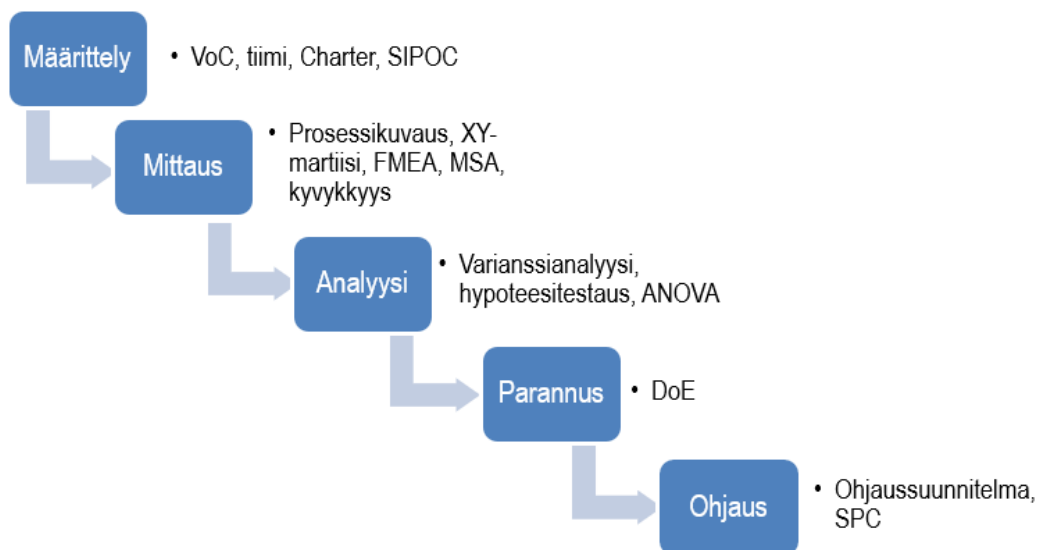 Määrittely
• VoC, tiimi, Charter, SIPOC
Mittaus
• Prosessikuvaus, XY-
martiisi, FMEA, MSA,
kyvykkyys
Analyysi
• Varianssianalyysi,
hypoteesitestaus, ANOVA
Parannus
• DoE
Ohjaus
• Ohjaussuunnitelma,
SPC